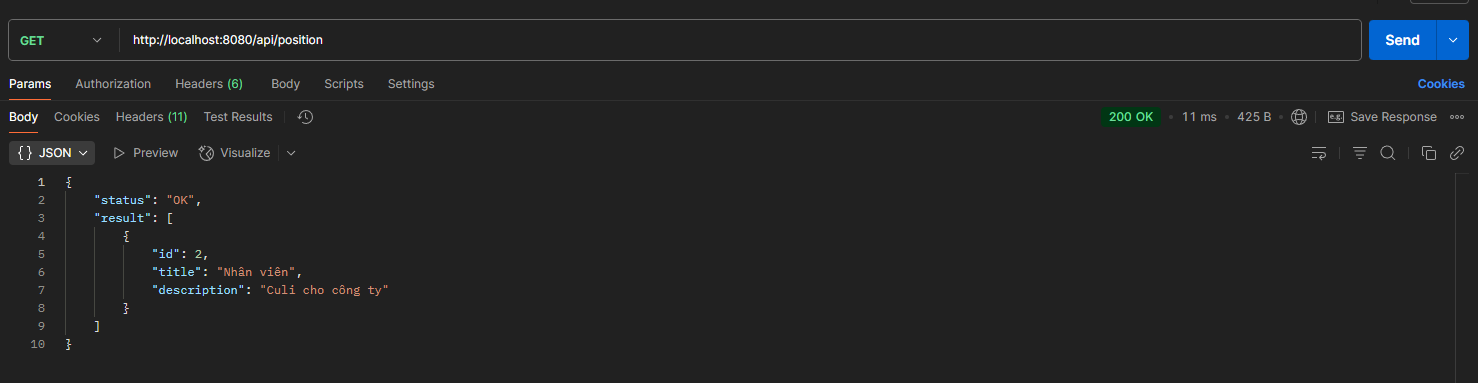 GET http://localhost:8080/api/position Send
Params Authorization Headers (6) Body Scripts Settings Cookies
Body Cookies Headers (11) Test Results 200 OK • 11 ms • 425 B e.g. Save Response
{} JSON Preview Visualize
1 {
2 "status": "OK",
3 "result": [
4 {
5 "id": 2,
6 "title": "Nhân viên",
7 "description": "Culi cho công ty"
8 }
9 ]
10 }